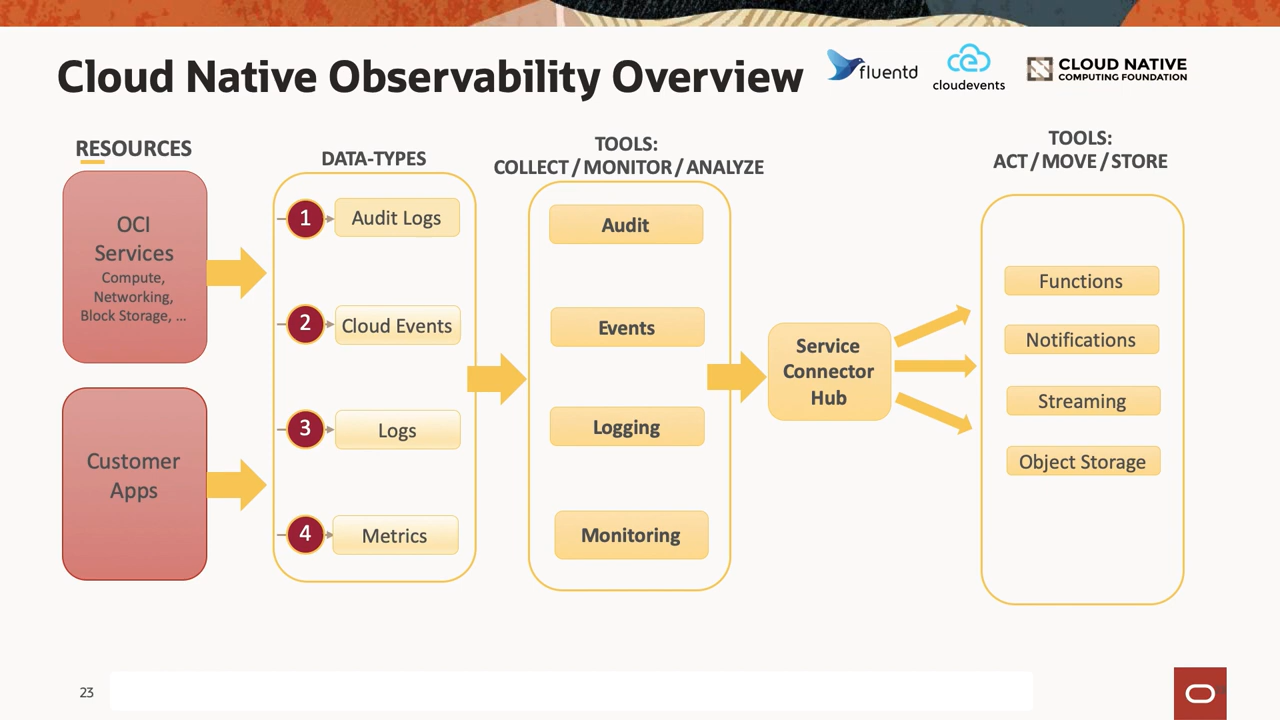 Cloud Native Observability Overview
fluentd
cloudevents
CLOUD NATIVE
COMPUTING FOUNDATION
RESOURCES
OCI
Services
Compute,
Networking,
Block Storage, ...
Customer
Apps
DATA-TYPES
1
Audit Logs
2
Cloud Events
3
Logs
4
Metrics
TOOLS:
COLLECT / MONITOR / ANALYZE
Audit
Events
Logging
Monitoring
Service
Connector
Hub
TOOLS:
ACT / MOVE / STORE
Functions
Notifications
Streaming
Object Storage
23